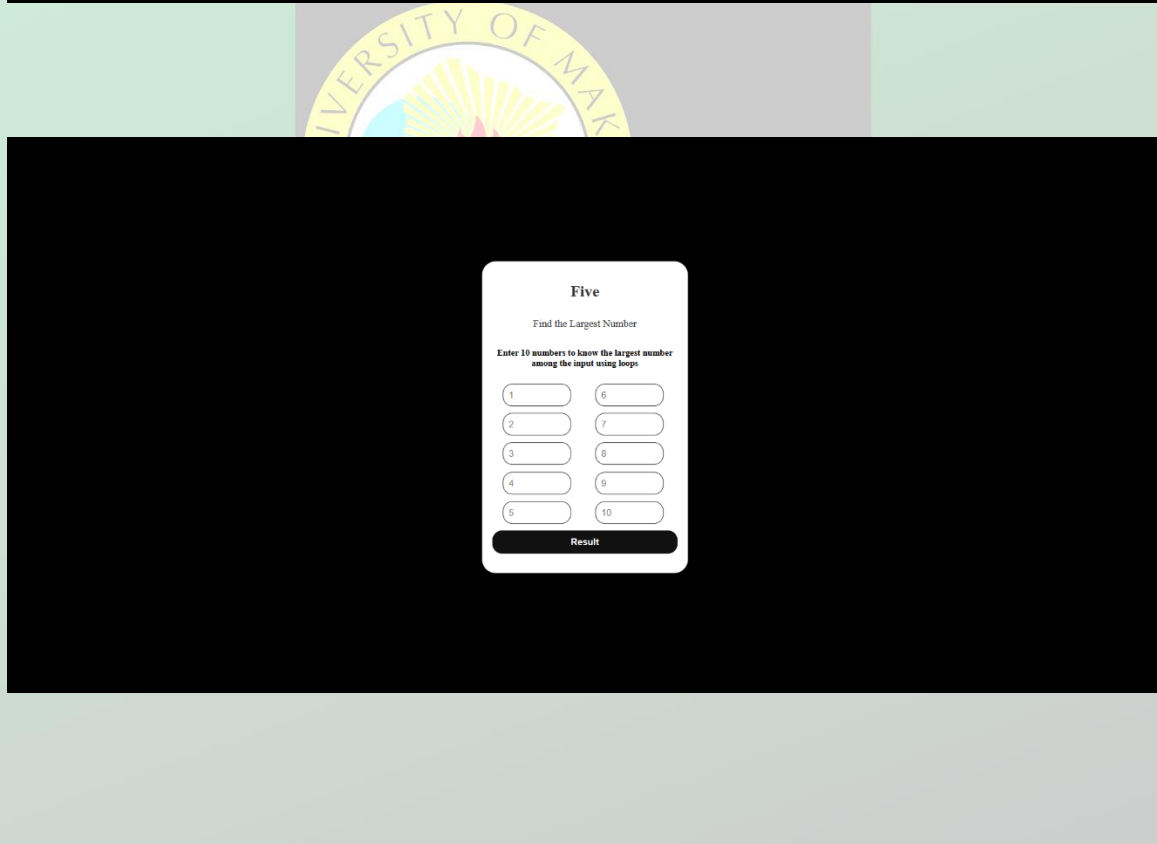 IVERSITY OF MAK
Five
Find the Largest Number
Enter 10 numbers to know the largest number
among the input using loops
1 6
2 7
3 8
4 9
5 10
Result